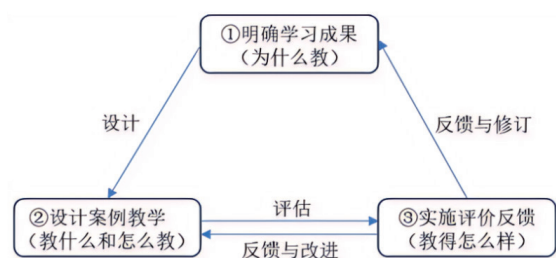 ①明确学习成果
（为什么教）
设计
反馈与修订
②设计案例教学
（教什么和怎么教）
评估
反馈与改进
③实施评价反馈
（教得怎么样）